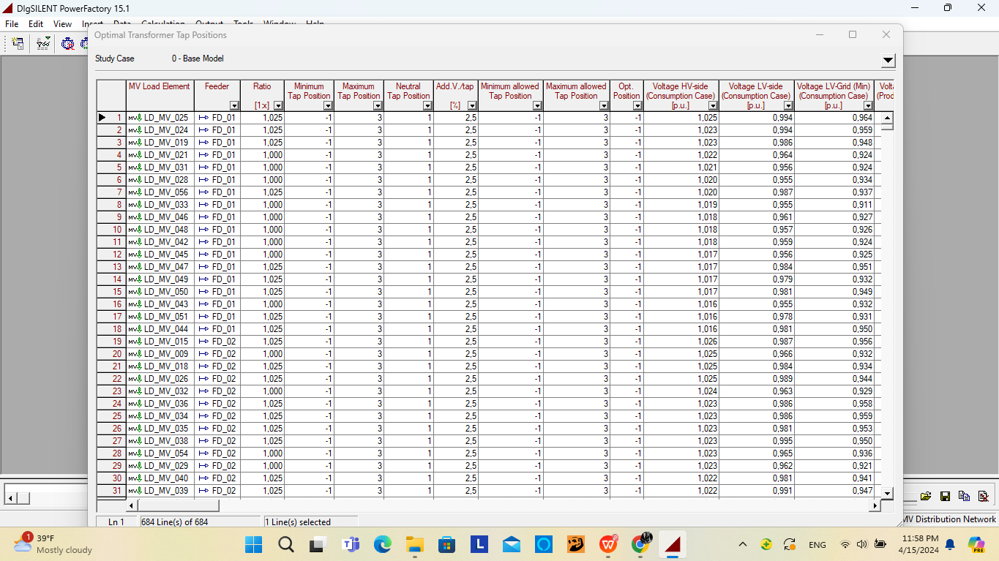 DIgSILENT PowerFactory 15.1
File Edit View Insert Data Calculation Output Tools Window Help
Optimal Transformer Tap Positions
Study Case 0 - Base Model
MV Load Element Feeder Ratio Minimum Maximum Neutral Add.V./tap Minimum allowed Maximum allowed Opt. Voltage HV-side Voltage LV-side Voltage LV-Grid (Min) Volta
Tap Position Tap Position Tap Position Tap Position Tap Position Position (Consumption Case) (Consumption Case) (Consumption Case) (Prod
[1:x] [%] [p.u.] [p.u.] [p.u.]
1 MV LD_MV_025 FD_01 1,025 -1 3 1 2,5 -1 3 -1 1,025 0,994 0,964
2 MV LD_MV_024 FD_01 1,025 -1 3 1 2,5 -1 3 -1 1,023 0,994 0,959
3 MV LD_MV_019 FD_01 1,025 -1 3 1 2,5 -1 3 -1 1,023 0,986 0,948
4 MV LD_MV_021 FD_01 1,000 -1 3 1 2,5 -1 3 -1 1,022 0,964 0,924
5 MV LD_MV_031 FD_01 1,000 -1 3 1 2,5 -1 3 -1 1,021 0,956 0,924
6 MV LD_MV_028 FD_01 1,000 -1 3 1 2,5 -1 3 -1 1,020 0,955 0,934
7 MV LD_MV_056 FD_01 1,025 -1 3 1 2,5 -1 3 -1 1,020 0,987 0,937
8 MV LD_MV_033 FD_01 1,000 -1 3 1 2,5 -1 3 -1 1,019 0,955 0,911
9 MV LD_MV_046 FD_01 1,000 -1 3 1 2,5 -1 3 -1 1,018 0,961 0,927
10 MV LD_MV_048 FD_01 1,000 -1 3 1 2,5 -1 3 -1 1,018 0,957 0,926
11 MV LD_MV_042 FD_01 1,000 -1 3 1 2,5 -1 3 -1 1,018 0,959 0,924
12 MV LD_MV_045 FD_01 1,000 -1 3 1 2,5 -1 3 -1 1,017 0,956 0,925
13 MV LD_MV_047 FD_01 1,025 -1 3 1 2,5 -1 3 -1 1,017 0,984 0,951
14 MV LD_MV_049 FD_01 1,025 -1 3 1 2,5 -1 3 -1 1,017 0,979 0,932
15 MV LD_MV_050 FD_01 1,025 -1 3 1 2,5 -1 3 -1 1,017 0,981 0,949
16 MV LD_MV_043 FD_01 1,000 -1 3 1 2,5 -1 3 -1 1,016 0,955 0,932
17 MV LD_MV_051 FD_01 1,025 -1 3 1 2,5 -1 3 -1 1,016 0,978 0,931
18 MV LD_MV_044 FD_01 1,025 -1 3 1 2,5 -1 3 -1 1,016 0,981 0,950
19 MV LD_MV_015 FD_02 1,025 -1 3 1 2,5 -1 3 -1 1,026 0,987 0,956
20 MV LD_MV_009 FD_02 1,000 -1 3 1 2,5 -1 3 -1 1,025 0,966 0,932
21 MV LD_MV_018 FD_02 1,025 -1 3 1 2,5 -1 3 -1 1,025 0,984 0,934
22 MV LD_MV_026 FD_02 1,025 -1 3 1 2,5 -1 3 -1 1,025 0,989 0,944
23 MV LD_MV_032 FD_02 1,000 -1 3 1 2,5 -1 3 -1 1,024 0,963 0,929
24 MV LD_MV_036 FD_02 1,025 -1 3 1 2,5 -1 3 -1 1,023 0,986 0,958
25 MV LD_MV_034 FD_02 1,025 -1 3 1 2,5 -1 3 -1 1,023 0,986 0,959
26 MV LD_MV_035 FD_02 1,025 -1 3 1 2,5 -1 3 -1 1,023 0,981 0,953
27 MV LD_MV_038 FD_02 1,025 -1 3 1 2,5 -1 3 -1 1,023 0,995 0,950
28 MV LD_MV_054 FD_02 1,000 -1 3 1 2,5 -1 3 -1 1,023 0,965 0,936
29 MV LD_MV_029 FD_02 1,000 -1 3 1 2,5 -1 3 -1 1,023 0,962 0,921
30 MV LD_MV_040 FD_02 1,025 -1 3 1 2,5 -1 3 -1 1,022 0,981 0,941
31 MV LD_MV_039 FD_02 1,025 -1 3 1 2,5 -1 3 -1 1,022 0,991 0,947
Ln 1 684 Line(s) of 684 1 Line(s) selected
MV Distribution Network
1 39°F
Mostly cloudy
L
W
PRE
ENG
11:58 PM
4/15/2024